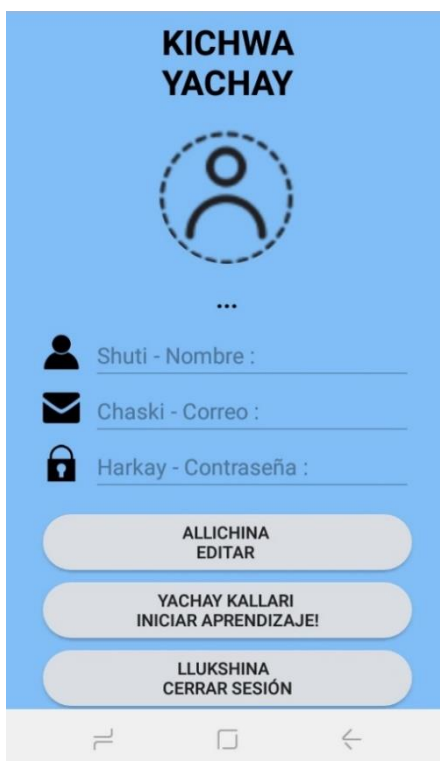 KICHWA
YACHAY
...
Shuti - Nombre :
Chaski - Correo :
Harkay - Contraseña :
ALLICHINA
EDITAR
YACHAY KALLARI
INICIAR APRENDIZAJE!
LLUKSHINA
CERRAR SESIÓN